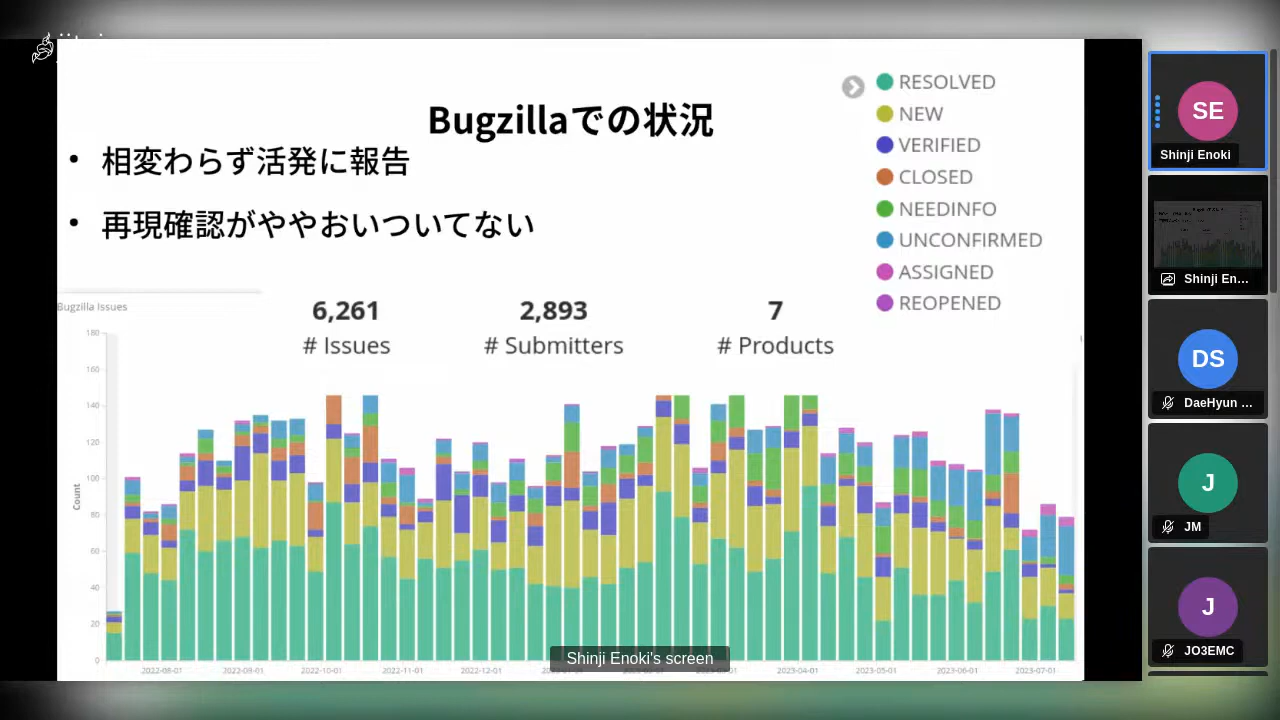 Bugzillaでの状況
• 相変わらず活発に報告
• 再現確認がややおいついてない
RESOLVED
NEW
VERIFIED
CLOSED
NEEDINFO
UNCONFIRMED
ASSIGNED
REOPENED
Bugzilla Issues
6,261
# Issues
2,893
# Submitters
7
# Products
Count
180
160
140
120
100
80
60
40
20
0
2022-08-01
2022-09-01
2022-10-01
2022-11-01
2022-12-01
2023-04-01
2023-05-01
2023-06-01
2023-07-01
Shinji Enoki's screen
SE
Shinji Enoki
Shinji En...
DS
DaeHyun ...
J
JM
J
JO3EMC